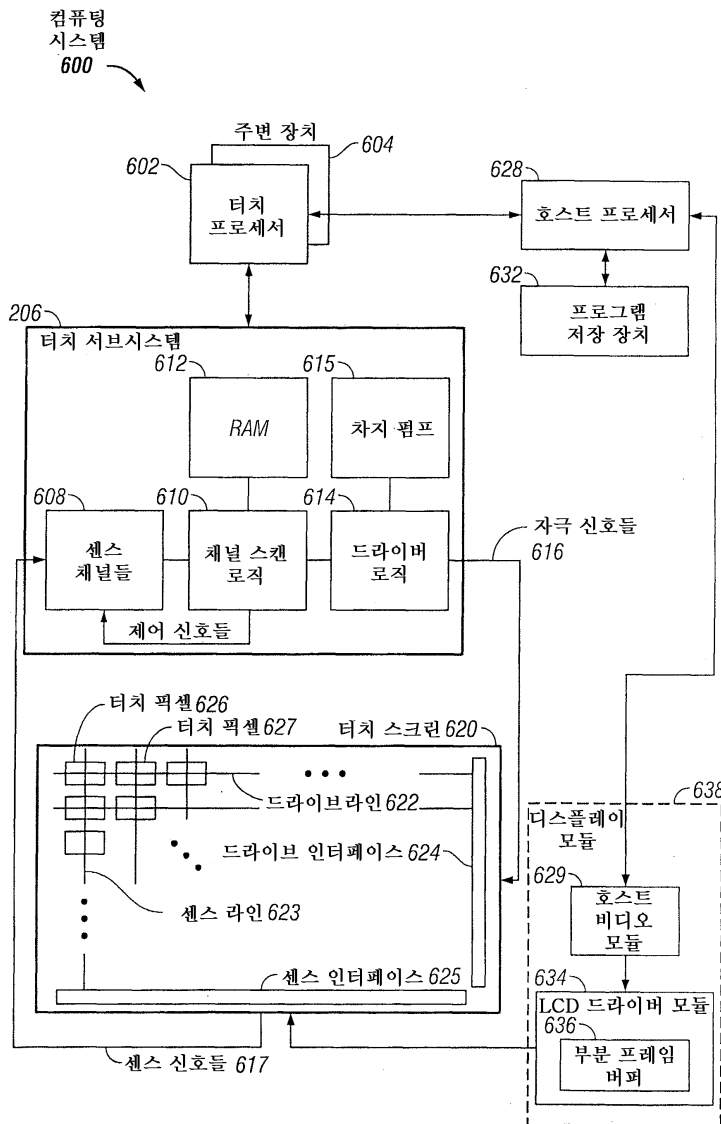 컴퓨팅
시스템
600
주변 장치
604
602
터치
프로세서
628
호스트 프로세서
632
프로그램
저장 장치
206
터치 서브시스템
612
RAM
615
차지 펌프
608
센스
채널들
610
채널 스캔
로직
614
드라이버
로직
제어 신호들
자극 신호들
616
터치 픽셀 626
터치 픽셀 627
터치 스크린 620
드라이브라인 622
드라이브 인터페이스 624
센스 라인 623
센스 인터페이스 625
센스 신호들 617
638
디스플레이
모듈
629
호스트
비디오
모듈
634
LCD 드라이버 모듈
636
부분 프레임
버퍼